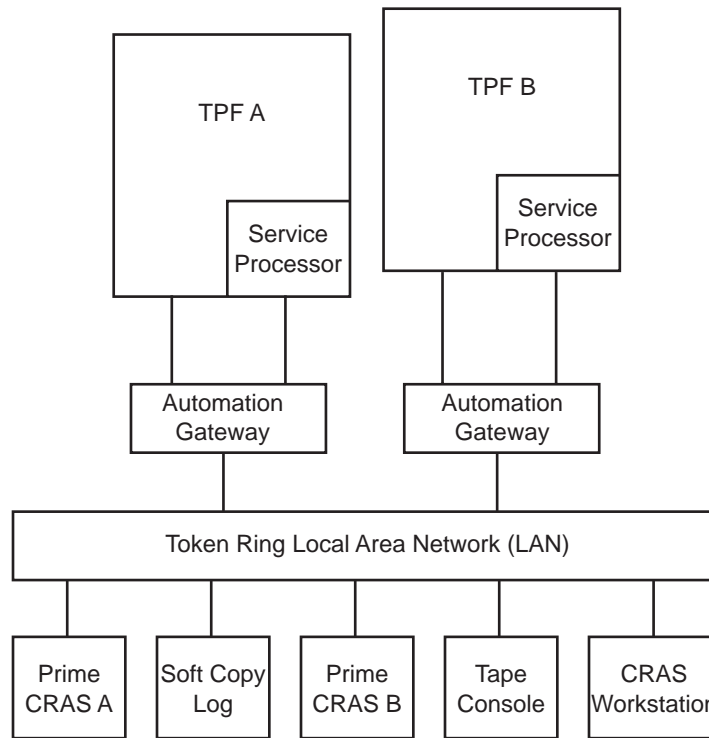 TPF A
TPF B
Service
Processor
Service
Processor
Automation
Gateway
Automation
Gateway
Token Ring Local Area Network (LAN)
Prime
CRAS A
Soft Copy
Log
Prime
CRAS B
Tape
Console
CRAS
Workstation